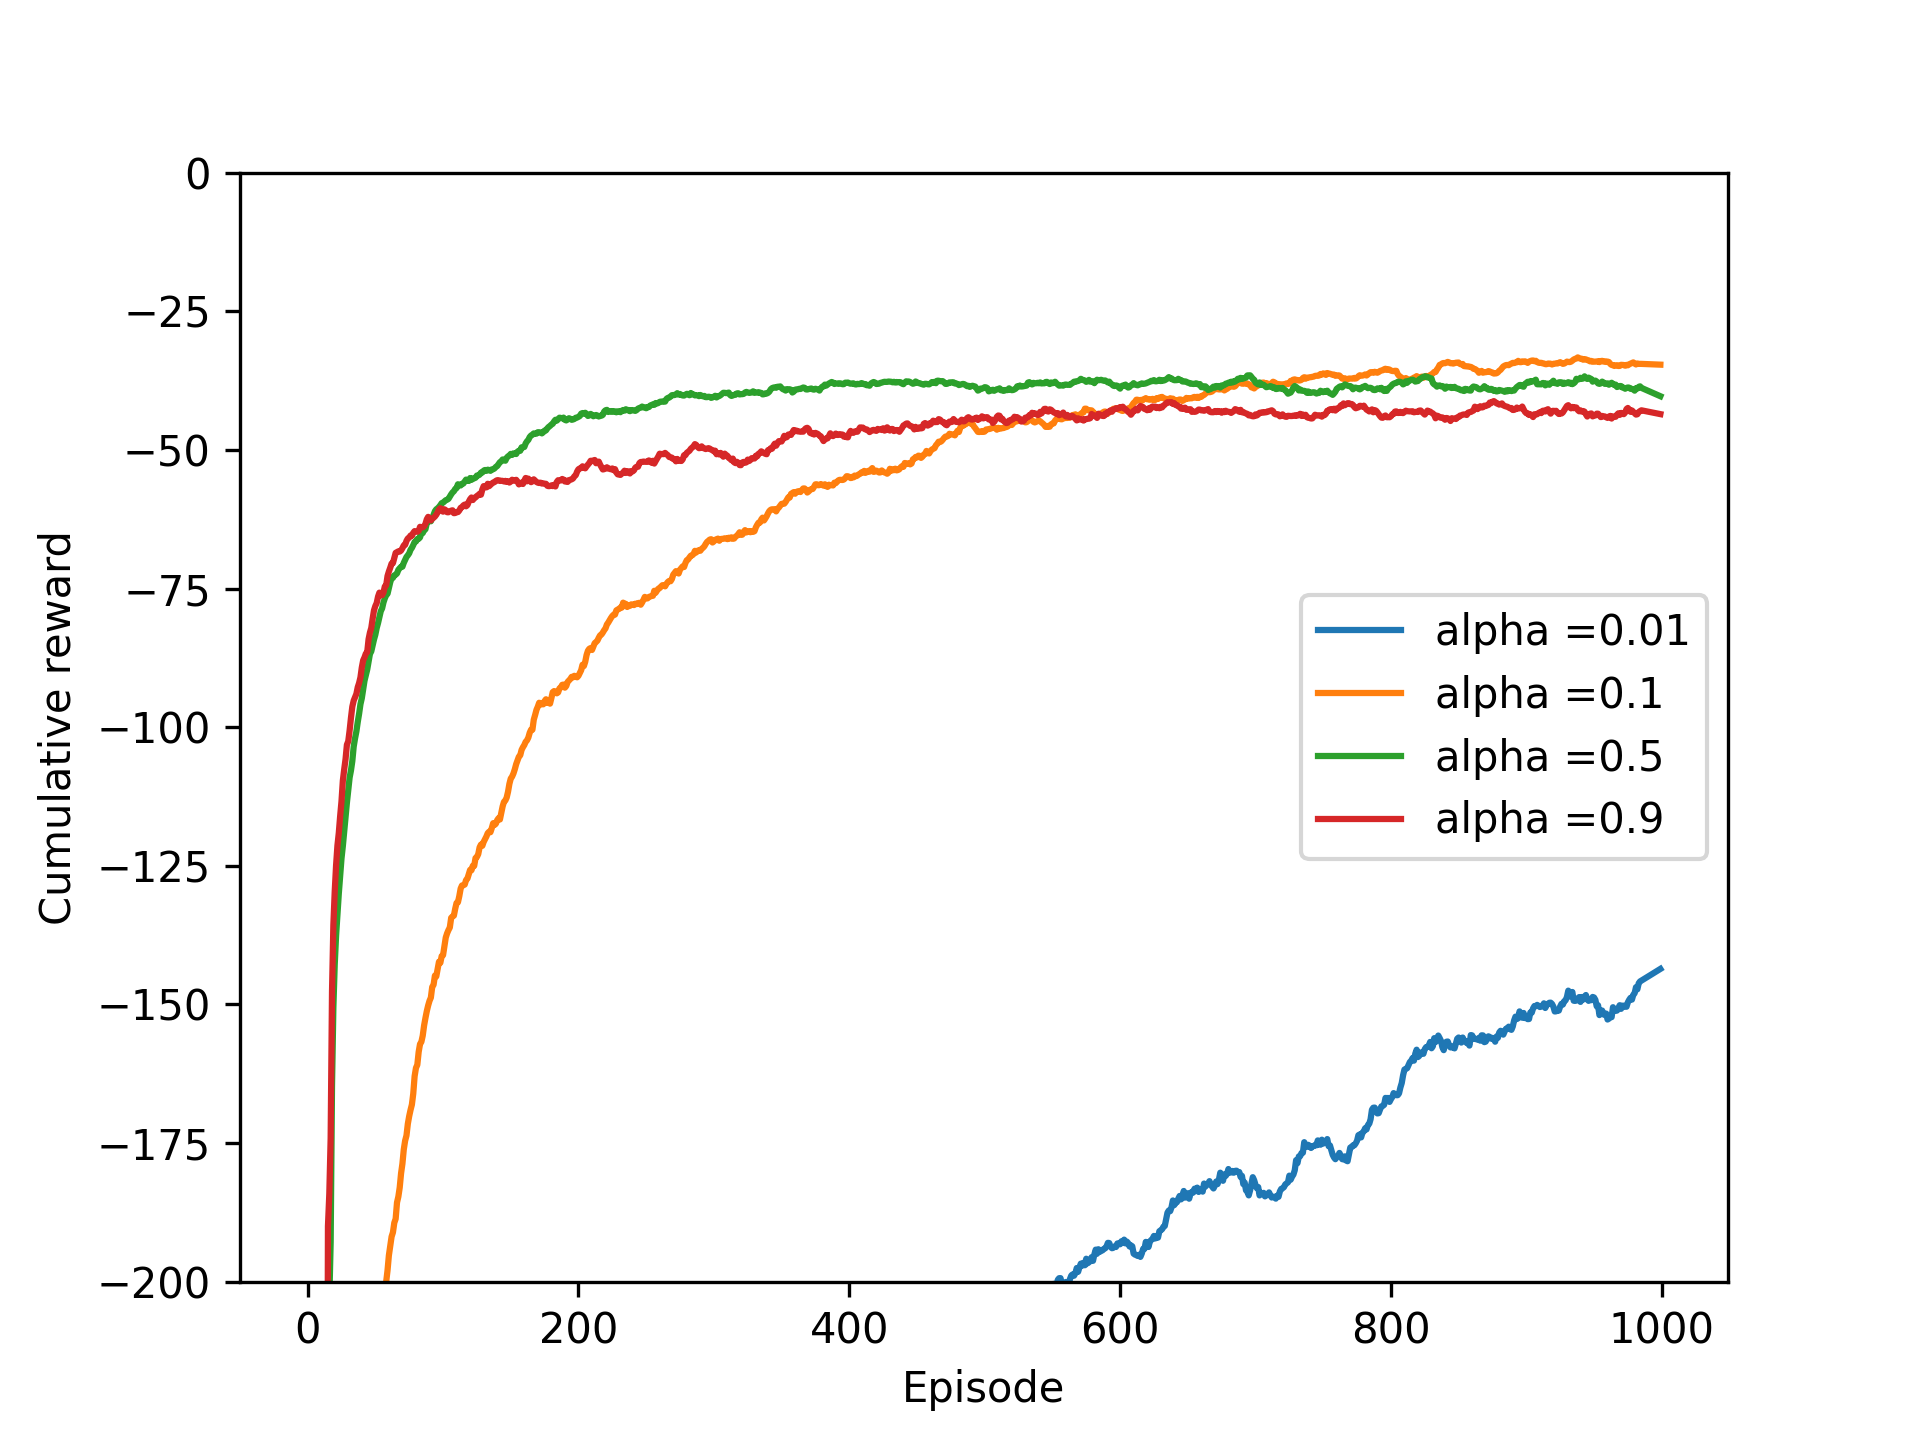 0
−25
−50
−75
−100
−125
−150
−175
−200
Cumulative reward
alpha =0.01
alpha =0.1
alpha =0.5
alpha =0.9
0 200 400 600 800 1000
Episode